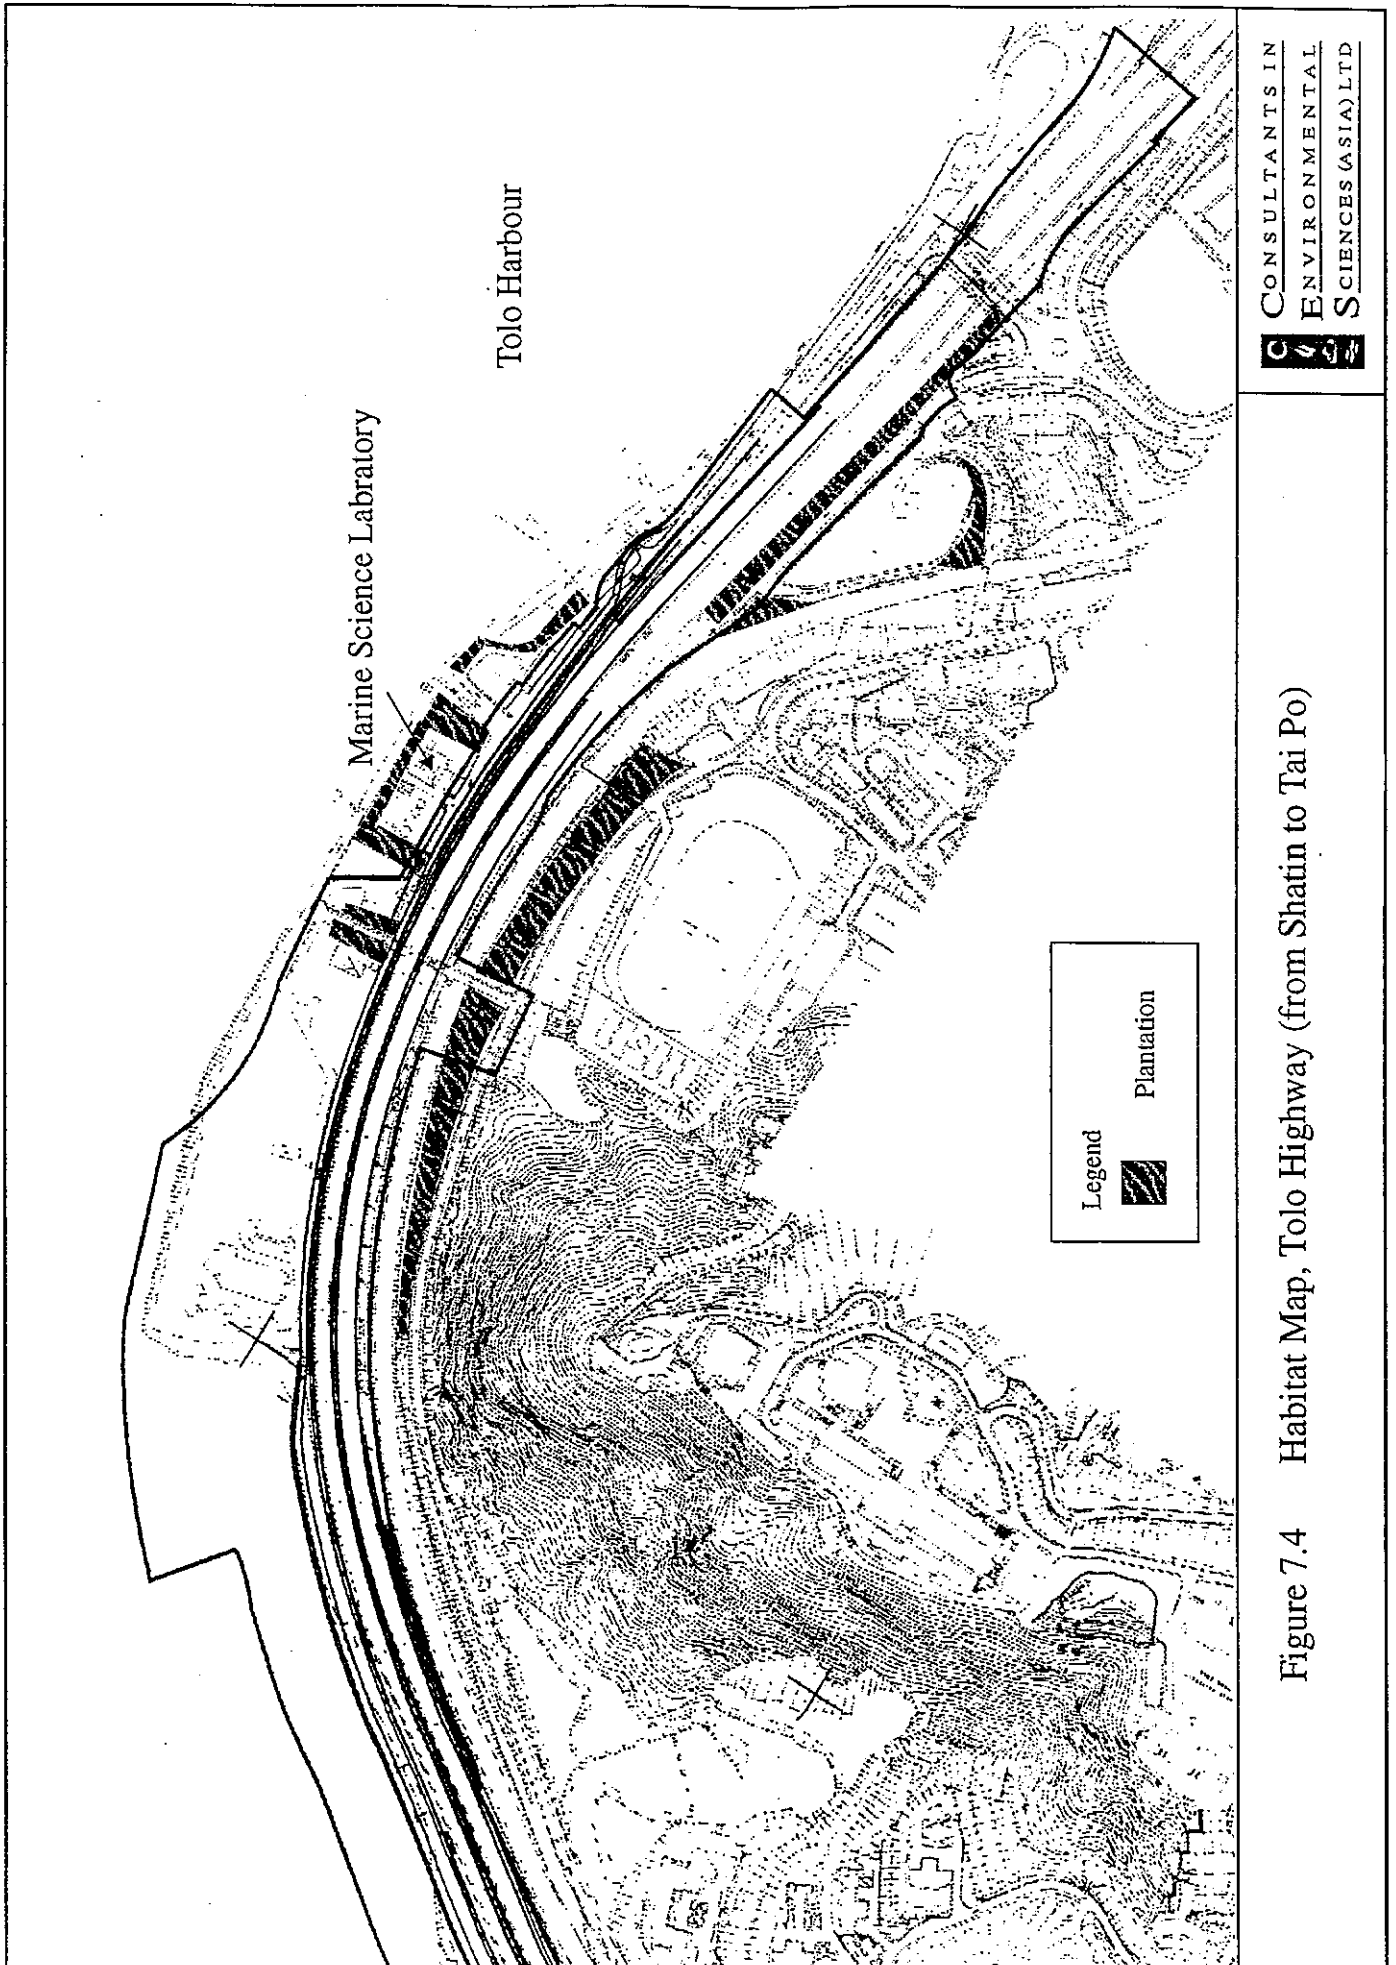 Tolo Harbour
Marine Science Labratory
Legend
Plantation
Figure 7.4 Habitat Map, Tolo Highway (from Shatin to Tai Po)
CONSULTANTS IN
ENVIRONMENTAL
SCIENCES (ASIA) LTD